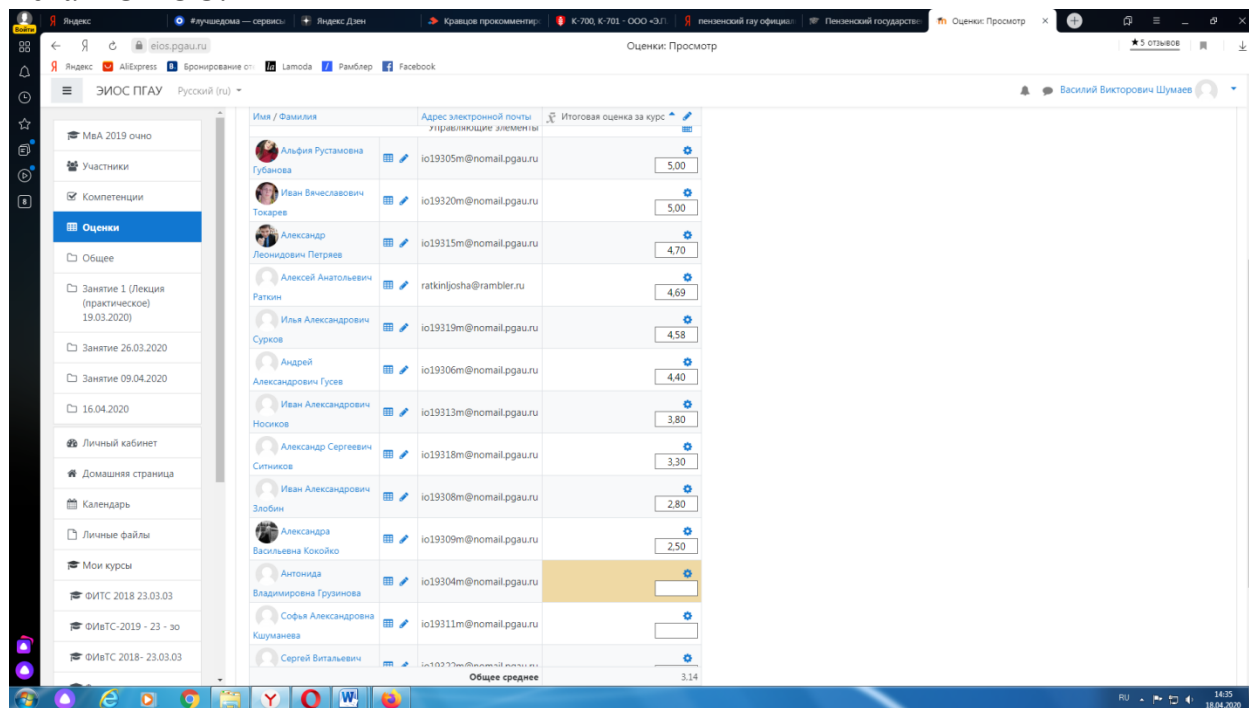 Яндекс
#лучшедома — сервисы
Яндекс Дзен
Кравцов прокомментиро
К-700, К-701 - ООО «ЭЛ
пензенский гау официал
Пензенский государствен
Оценки: Просмотр
Войти
eios.pgau.ru
Оценки: Просмотр
★5 отзывов
Яндекс
AliExpress
Бронирование от
Lamoda
Рамблер
Facebook
ЭИОС ПГАУ
Русский (ru)
Василий Викторович Шумаев
МвА 2019 очно
Участники
Компетенции
Оценки
Общее
Занятие 1 (Лекция
(практическое)
19.03.2020)
Занятие 26.03.2020
Занятие 09.04.2020
16.04.2020
Личный кабинет
Домашняя страница
Календарь
Личные файлы
Мои курсы
ФИТС 2018 23.03.03
ФИвТС-2019 - 23 - зо
ФИвТС 2018- 23.03.03
Имя / Фамилия Адрес электронной почты x̄ Итоговая оценка за курс
Управляющие элементы
Альфия Рустамовна
Губанова io19305m@nomail.pgau.ru 5,00
Иван Вячеславович
Токарев io19320m@nomail.pgau.ru 5,00
Александр
Леонидович Петряев io19315m@nomail.pgau.ru 4,70
Алексей Анатольевич
Раткин ratkinljosha@rambler.ru 4,69
Илья Александрович
Сурков io19319m@nomail.pgau.ru 4,58
Андрей
Александрович Гусев io19306m@nomail.pgau.ru 4,40
Иван Александрович
Носиков io19313m@nomail.pgau.ru 3,80
Александр Сергеевич
Ситников io19318m@nomail.pgau.ru 3,30
Иван Александрович
Злобин io19308m@nomail.pgau.ru 2,80
Александра
Васильевна Кокойко io19309m@nomail.pgau.ru 2,50
Антонида
Владимировна Грузинова io19304m@nomail.pgau.ru
Софья Александровна
Кшуманева io19311m@nomail.pgau.ru
Сергей Витальевич
io19322m@nomail.pgau.ru
Общее среднее 3.14
RU
14:35
18.04.2020